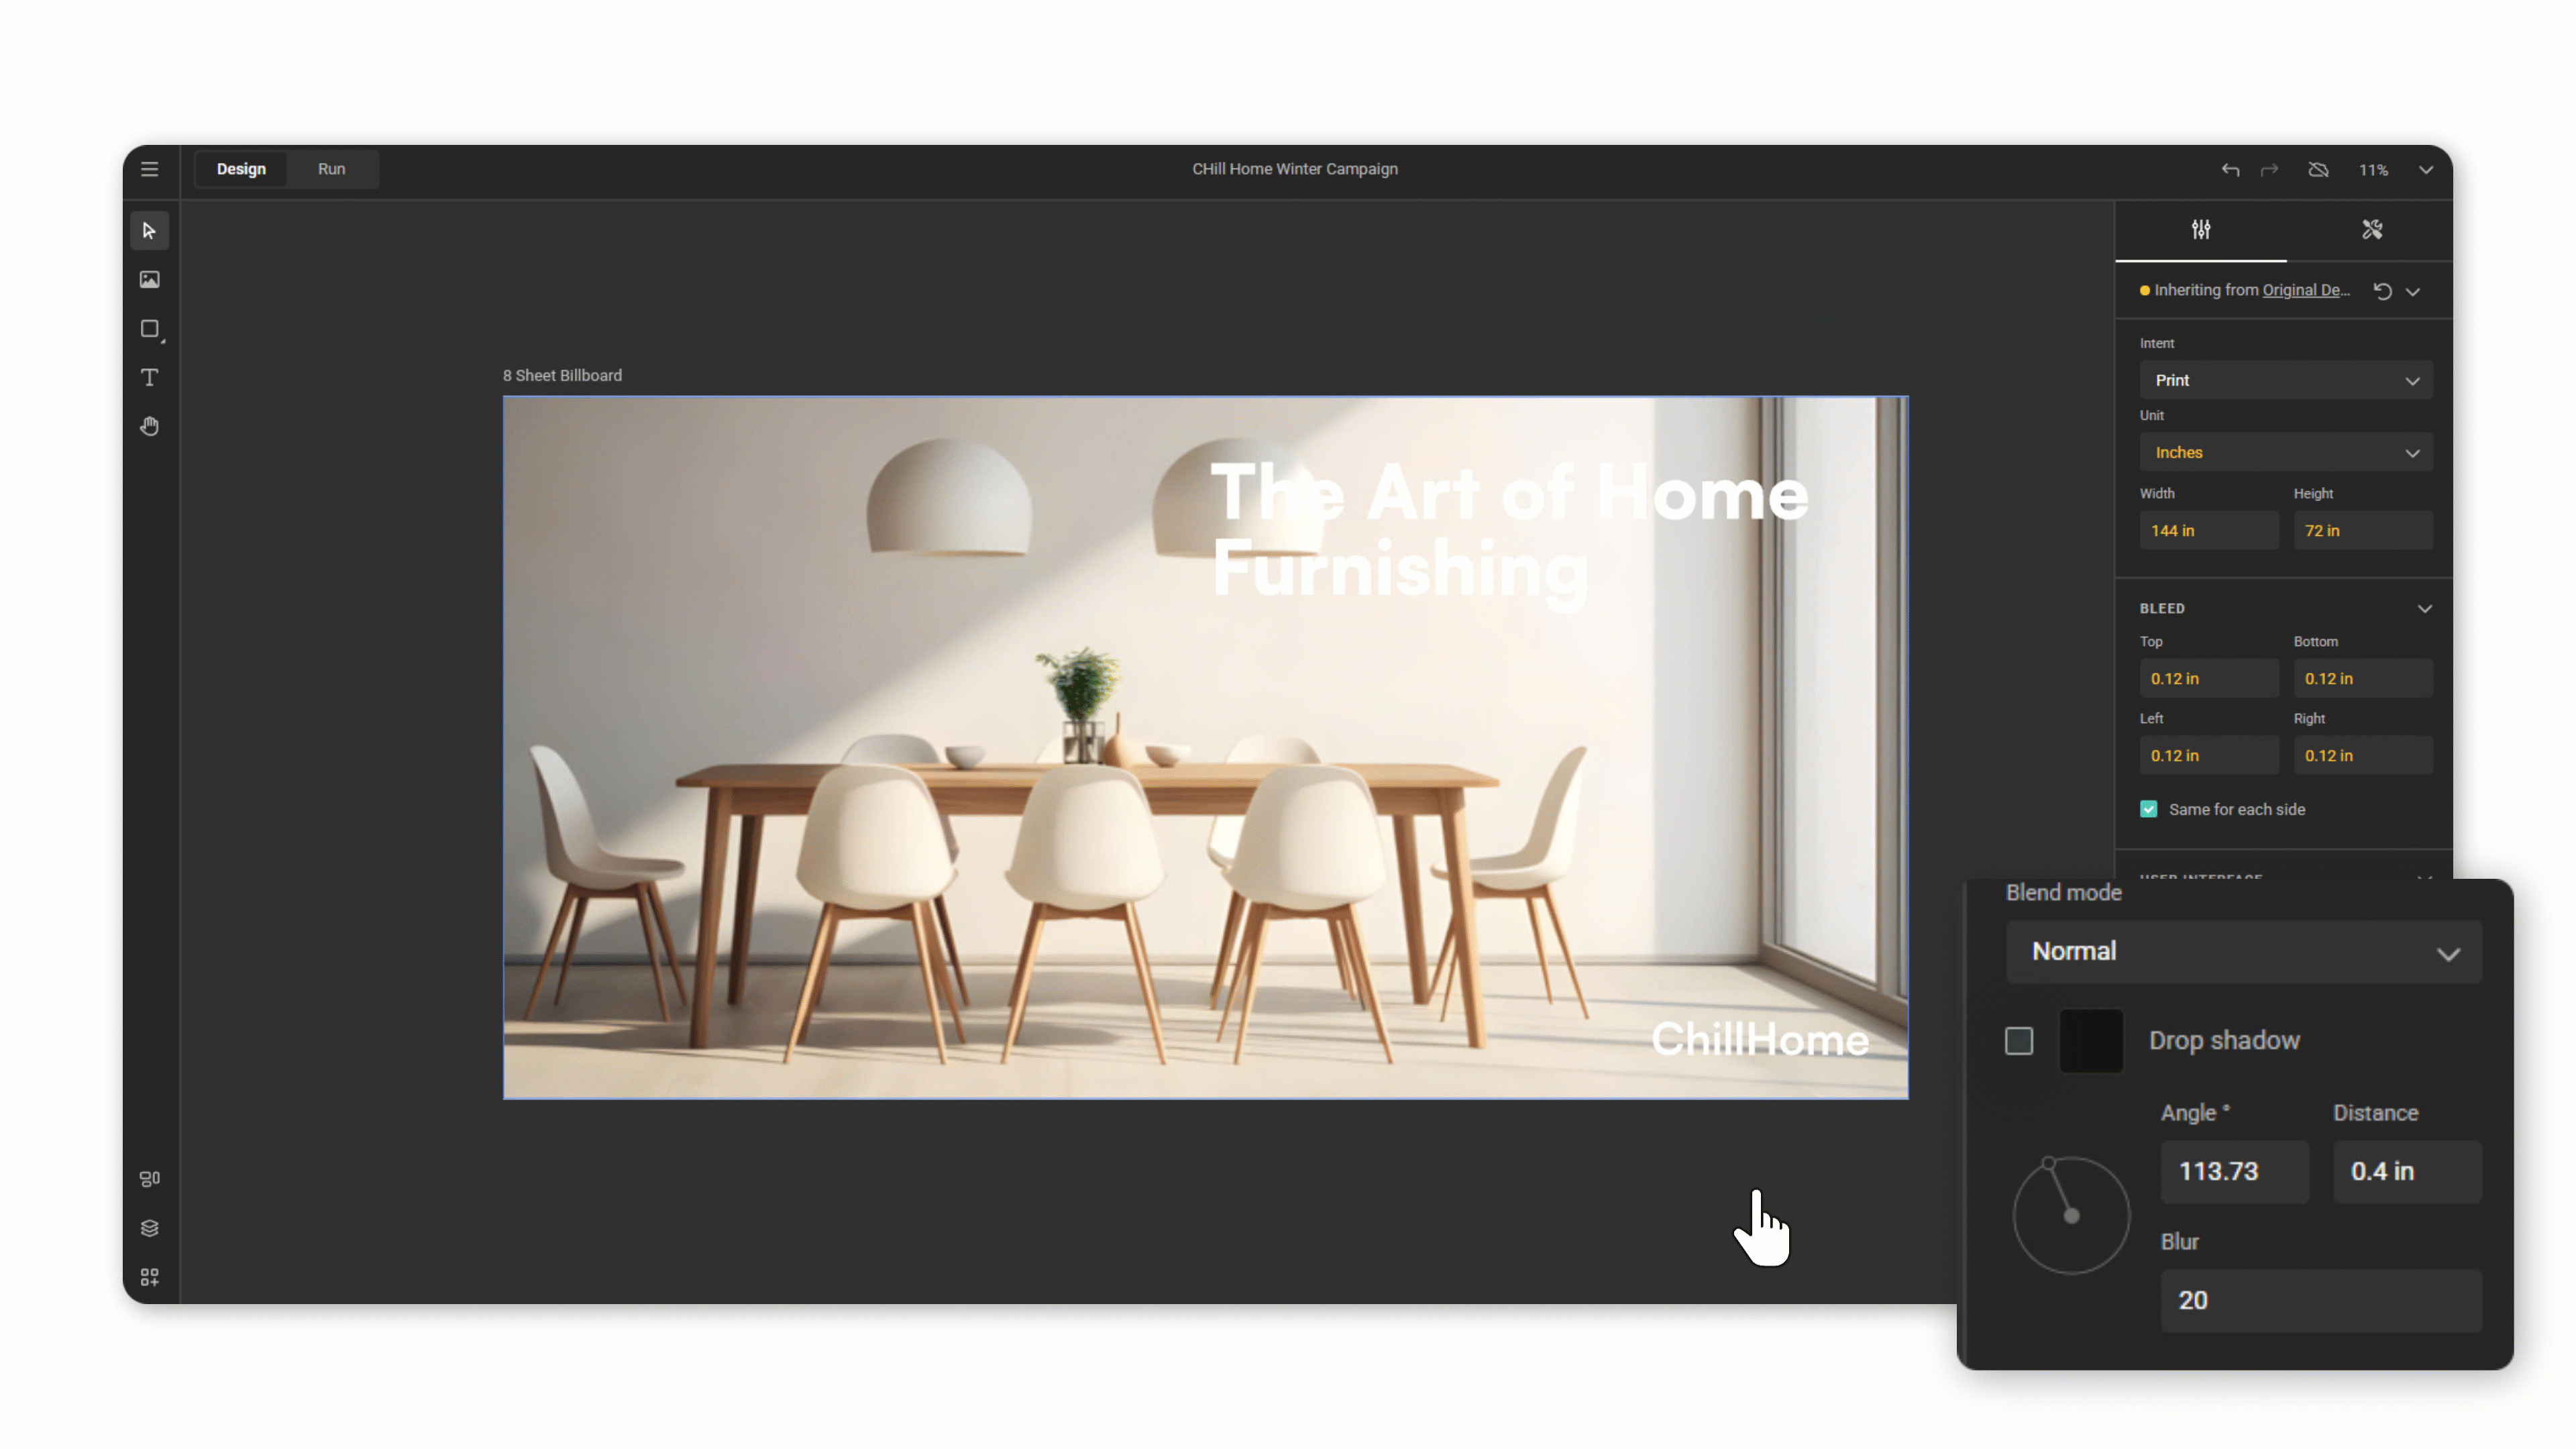 Design
Run
CHill Home Winter Campaign
11%
Inheriting from Original De...
Intent
Print
Unit
Inches
Width
Height
144 in
72 in
BLEED
Top
Bottom
0.12 in
0.12 in
Left
Right
0.12 in
0.12 in
Same for each side
USER INTERFACE
8 Sheet Billboard
The Art of Home
Furnishing
ChillHome
Blend mode
Normal
Drop shadow
Angle °
Distance
113.73
0.4 in
Blur
20